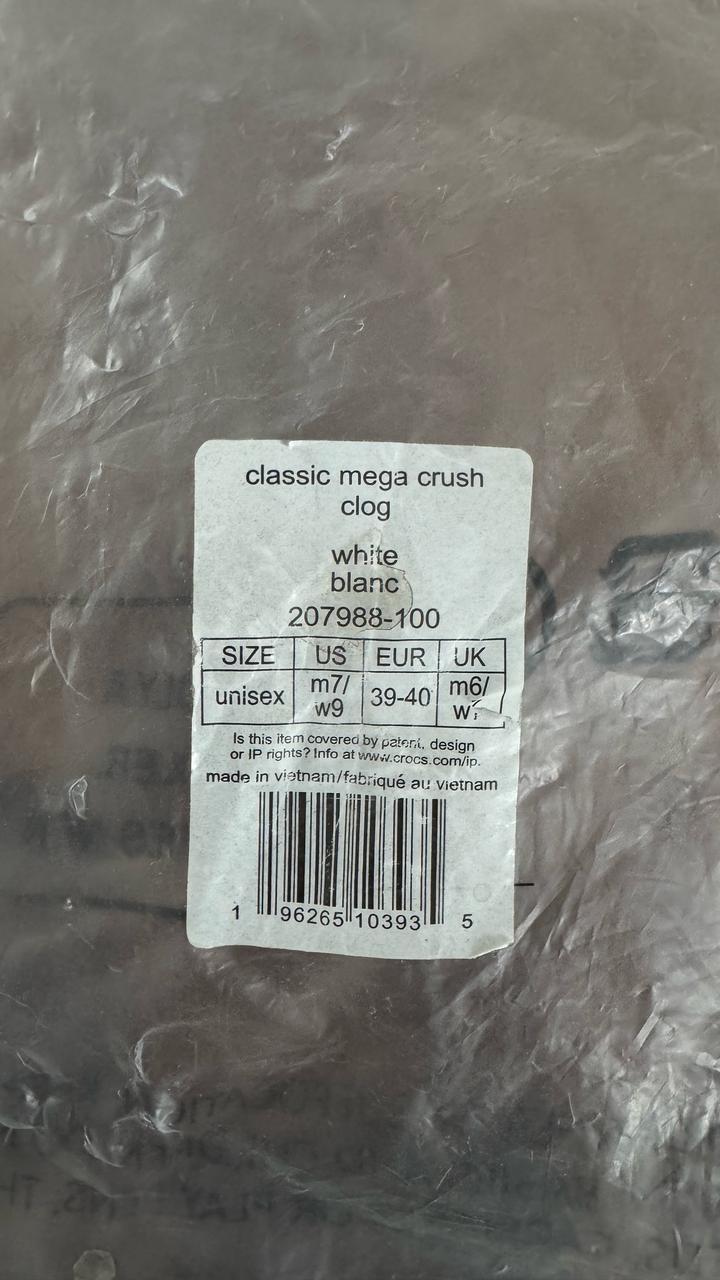 classic mega crush
clog
white
blanc
207988-100
SIZE US EUR UK
unisex m7/ 39-40 m6/
w9
Is this item covered by patent, design
or IP rights? Info at www.crocs.com/ip.
made in vietnam/fabriqué au vietnam
1 96265 10393 5